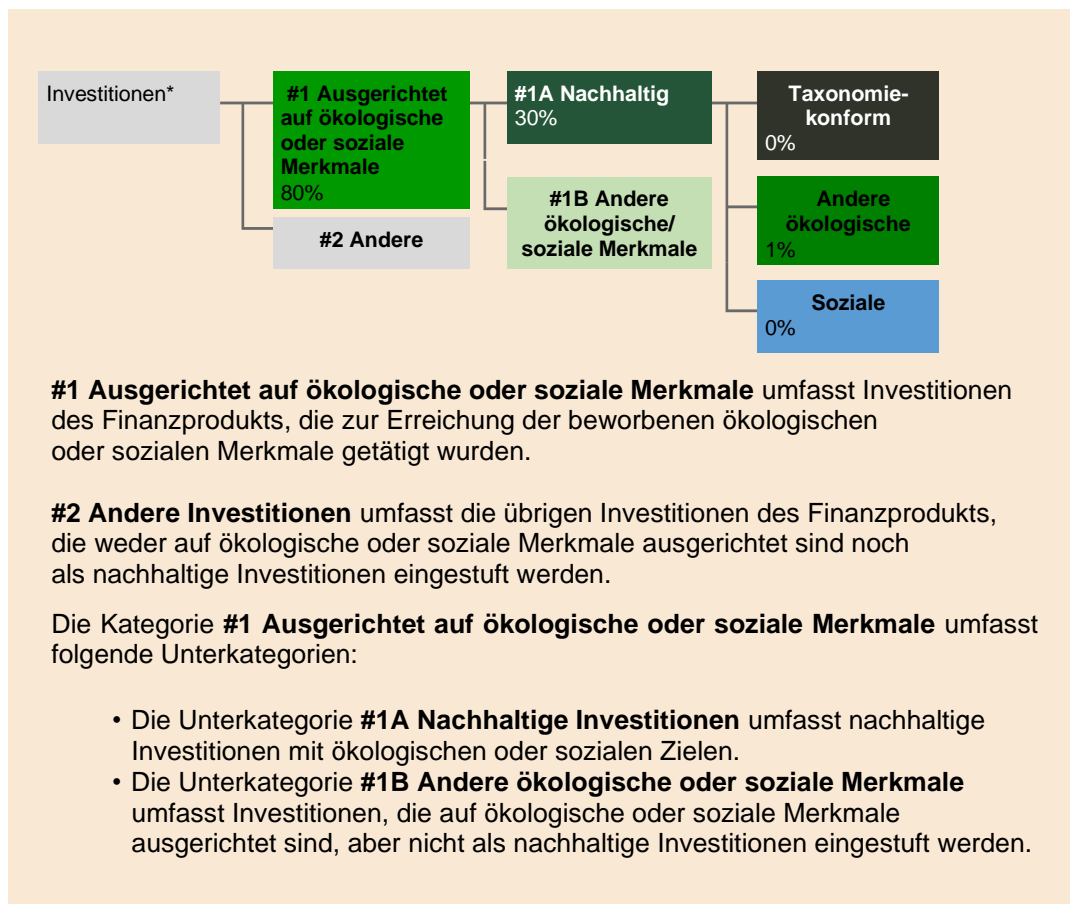 Investitionen*
#1 Ausgerichtet
auf ökologische
oder soziale
Merkmale
80%
#2 Andere
#1A Nachhaltig
30%
#1B Andere
ökologische/
soziale Merkmale
Taxonomie-
konform
0%
Andere
ökologische
1%
Soziale
0%
#1 Ausgerichtet auf ökologische oder soziale Merkmale umfasst Investitionen
des Finanzprodukts, die zur Erreichung der beworbenen ökologischen
oder sozialen Merkmale getätigt wurden.
#2 Andere Investitionen umfasst die übrigen Investitionen des Finanzprodukts,
die weder auf ökologische oder soziale Merkmale ausgerichtet sind noch
als nachhaltige Investitionen eingestuft werden.
Die Kategorie #1 Ausgerichtet auf ökologische oder soziale Merkmale umfasst
folgende Unterkategorien:
• Die Unterkategorie #1A Nachhaltige Investitionen umfasst nachhaltige
Investitionen mit ökologischen oder sozialen Zielen.
• Die Unterkategorie #1B Andere ökologische oder soziale Merkmale
umfasst Investitionen, die auf ökologische oder soziale Merkmale
ausgerichtet sind, aber nicht als nachhaltige Investitionen eingestuft werden.